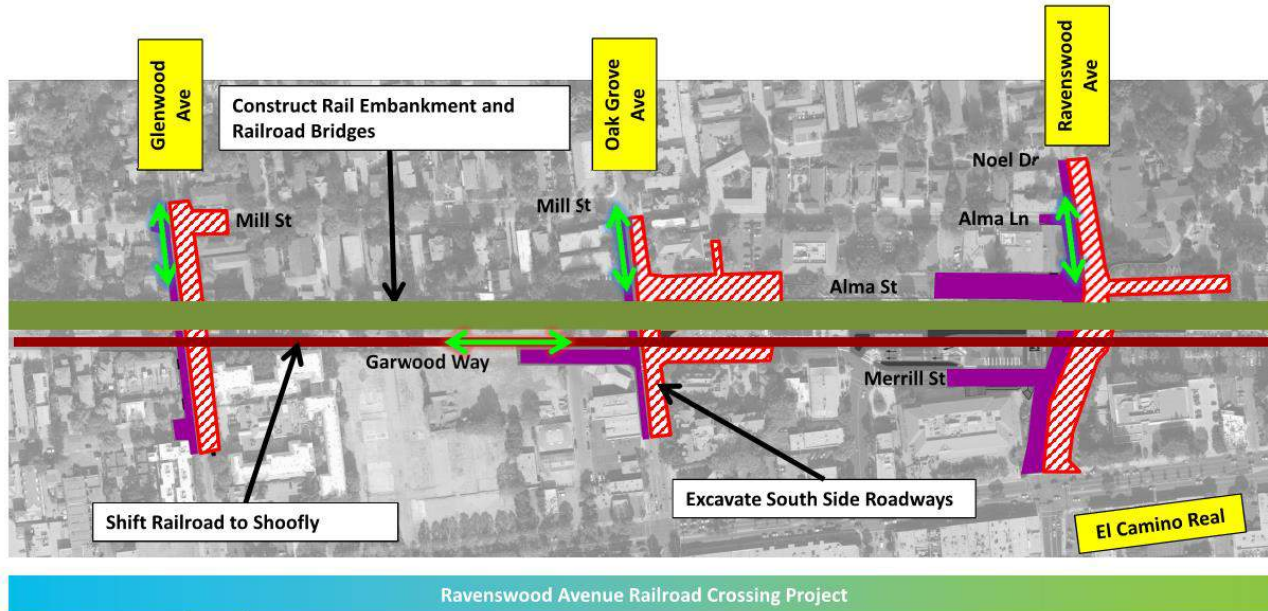 Glenwood
Ave
Oak Grove
Ave
Ravenswood
Ave
Construct Rail Embankment and
Railroad Bridges
Noel Dr
Mill St
Mill St
Alma Ln
Alma St
Garwood Way
Merrill St
Shift Railroad to Shoofly
Excavate South Side Roadways
El Camino Real
Ravenswood Avenue Railroad Crossing Project